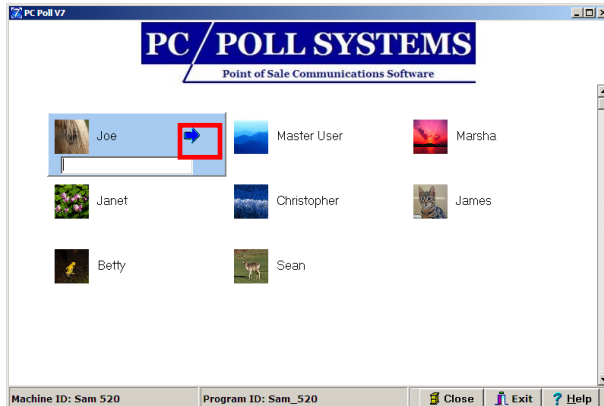 PC Poll V7
PC/POLL SYSTEMS
Point of Sale Communications Software
Joe
Master User
Marsha
Janet
Christopher
James
Betty
Sean
Machine ID: Sam 520
Program ID: Sam_520
Close
Exit
? Help